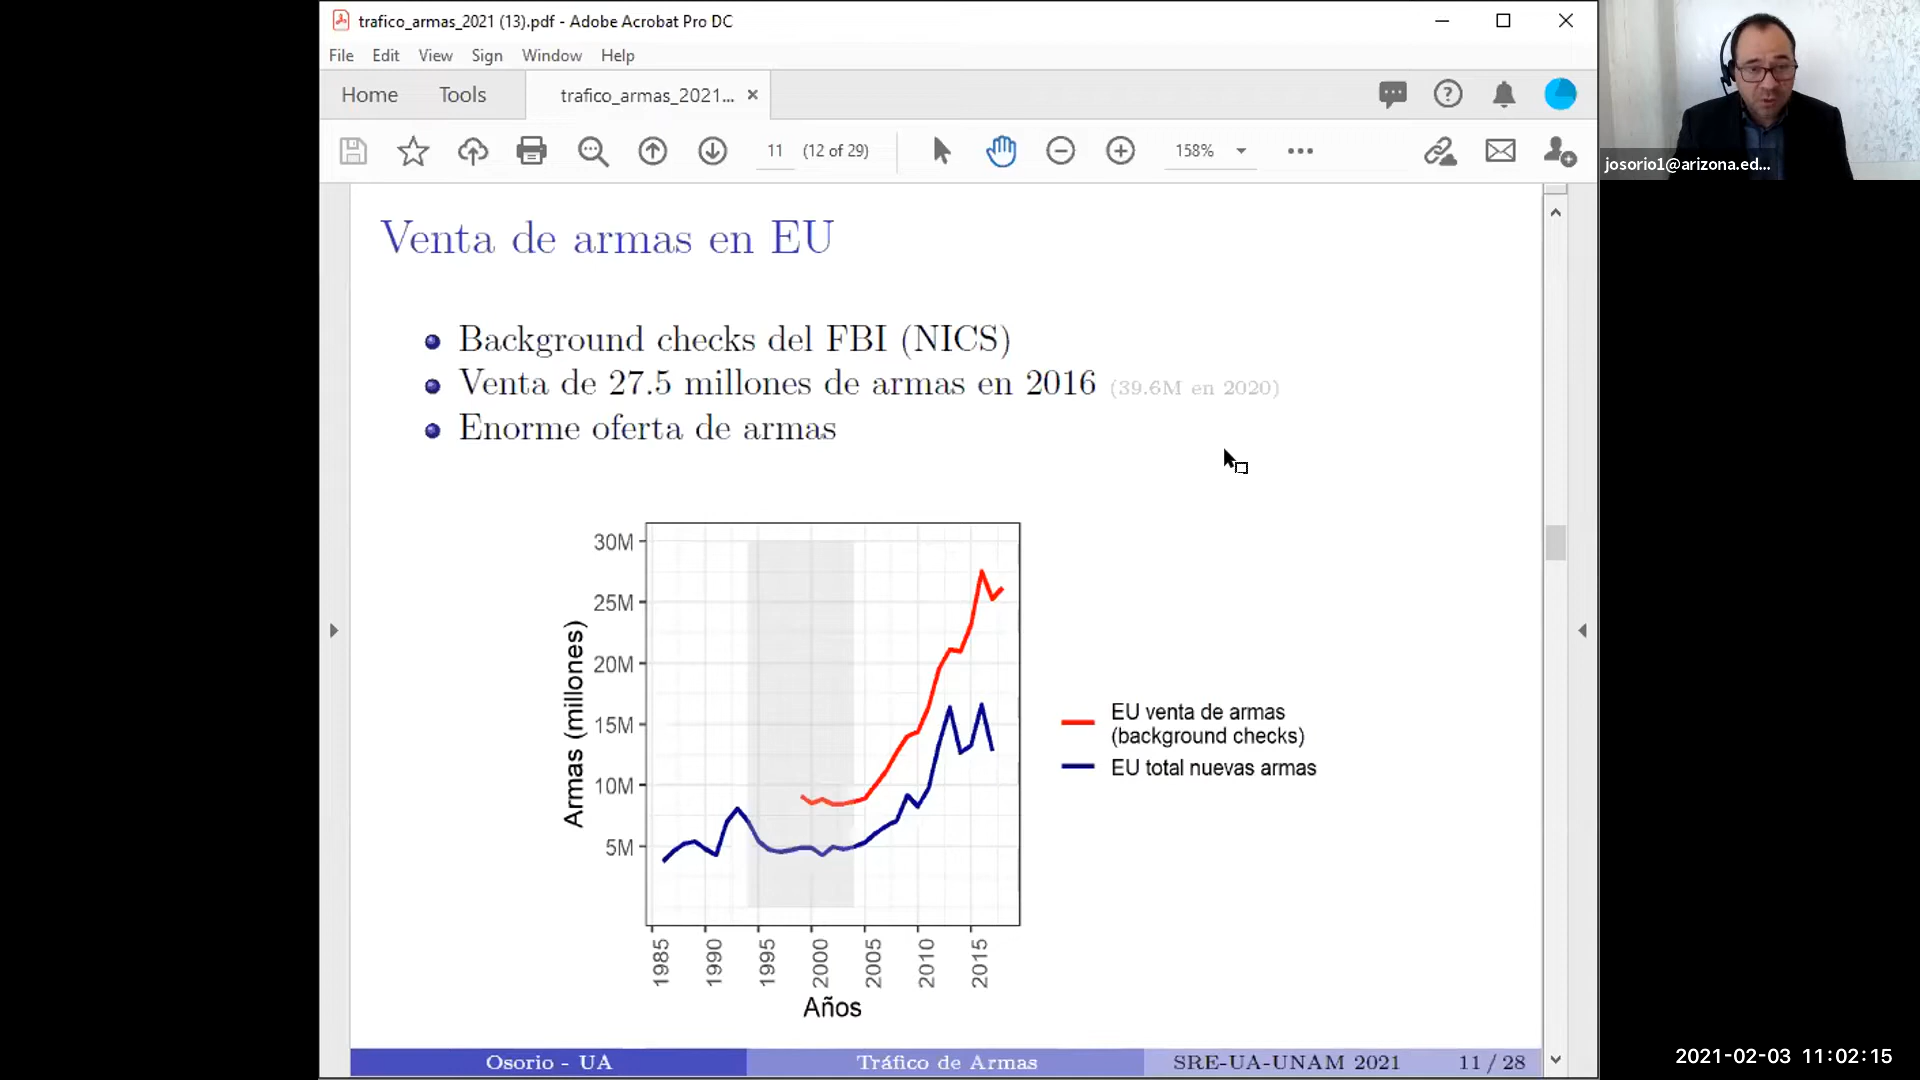 trafico_armas_2021 (13).pdf - Adobe Acrobat Pro DC
File Edit View Sign Window Help
Home Tools trafico_armas_2021...
11 (12 of 29) 158%
josorio1@arizona.ed...
Venta de armas en EU
Background checks del FBI (NICS)
Venta de 27.5 millones de armas en 2016 (39.6M en 2020)
Enorme oferta de armas
30M
25M
20M
15M
10M
5M
Armas (millones)
1985 1990 1995 2000 2005 2010 2015
Años
EU venta de armas
(background checks)
EU total nuevas armas
Osorio - UA Tráfico de Armas SRE-UA-UNAM 2021 11 / 28
2021-02-03 11:02:15